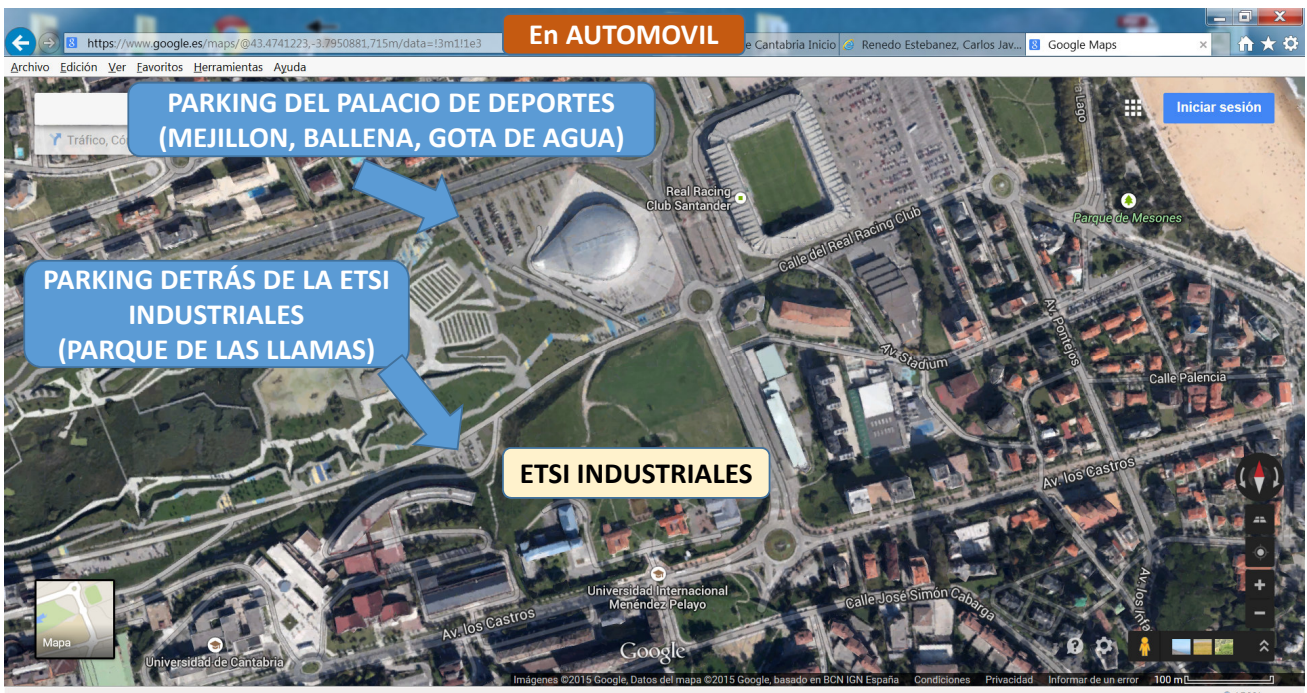 En AUTOMOVIL
https://www.google.es/maps/@43.4741223,-3.7950881,715m/data=!3m1!1e3
Cantabria Inicio
Renedo Estebanez, Carlos Jav...
Google Maps
Archivo Edición Ver Favoritos Herramientas Ayuda
PARKING DEL PALACIO DE DEPORTES
(MEJILLON, BALLENA, GOTA DE AGUA)
Iniciar sesión
Tráfico,
Lago
Real Racing
Club Santander
Parque de Mesones
Calle del Real Racing Club
PARKING DETRÁS DE LA ETSI
INDUSTRIALES
(PARQUE DE LAS LLAMAS)
Av. Pontejos
Av. Stadium
Calle Palencia
ETSI INDUSTRIALES
Av. los Castros
Universidad Internacional
Menéndez Pelayo
Calle José Simón Cabarga
Av. los
Av. los Castros
Mapa
Universidad de Cantabria
Google
Imágenes ©2015 Google, Datos del mapa ©2015 Google, basado en BCN IGN España Condiciones Privacidad Informar de un error 100 m